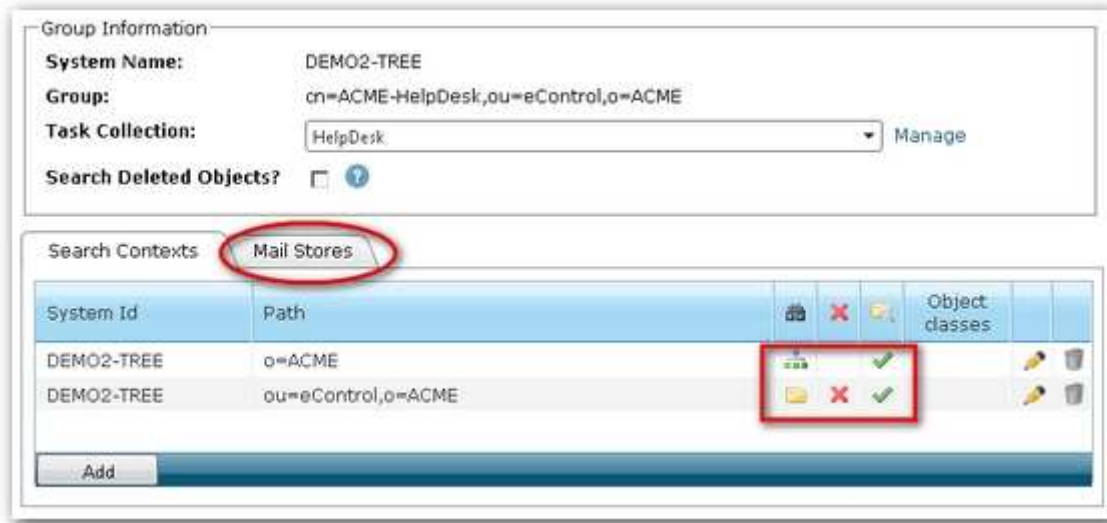 Group Information
System Name: DEMO2-TREE
Group: cn=ACME-HelpDesk,ou=eControl,o=ACME
Task Collection: HelpDesk Manage
Search Deleted Objects? ?
Search Contexts Mail Stores
System Id Path Object classes
DEMO2-TREE o=ACME
DEMO2-TREE ou=eControl,o=ACME
Add